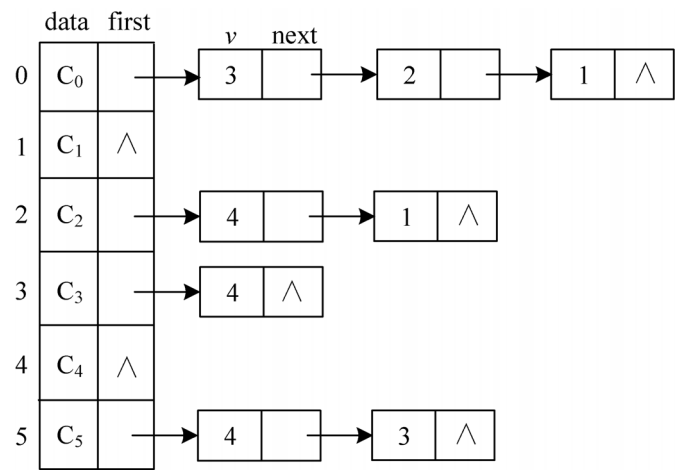 data first
v next
0 C₀ 3 2 1 ∧
1 C₁ ∧
2 C₂ 4 1 ∧
3 C₃ 4 ∧
4 C₄ ∧
5 C₅ 4 3 ∧